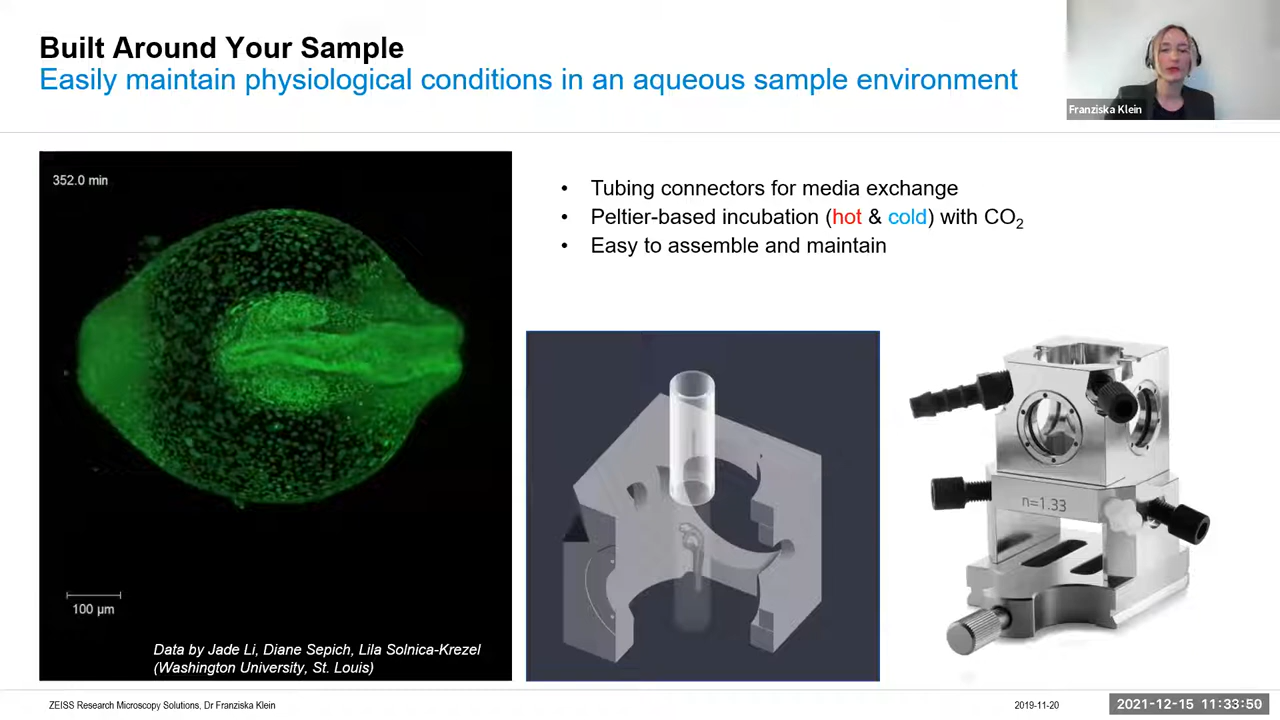 Built Around Your Sample
Easily maintain physiological conditions in an aqueous sample environment
Franziska Klein
352.0 min
• Tubing connectors for media exchange
• Peltier-based incubation (hot & cold) with CO₂
• Easy to assemble and maintain
n=1.33
100 µm
Data by Jade Li, Diane Sepich, Lila Solnica-Krezel
(Washington University, St. Louis)
ZEISS Research Microscopy Solutions, Dr Franziska Klein
2019-11-20
2021-12-15 11:33:50